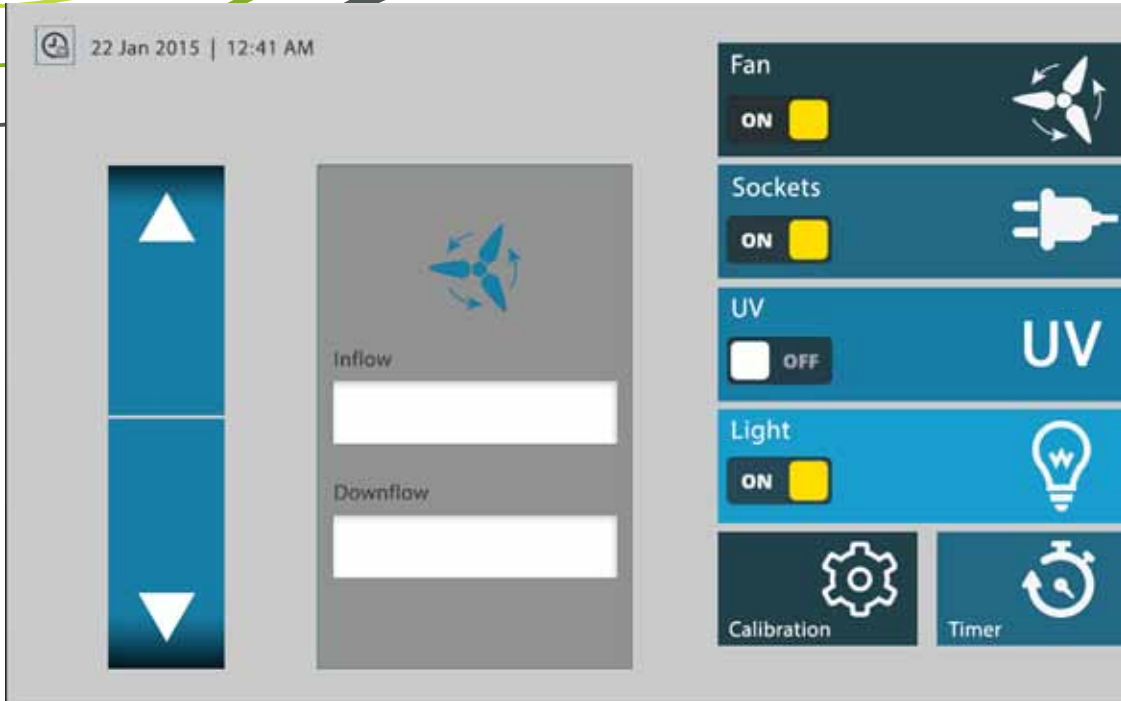 22 Jan 2015 | 12:41 AM
Fan
ON
Sockets
ON
UV
OFF
UV
Light
ON
Inflow
Downflow
Calibration
Timer